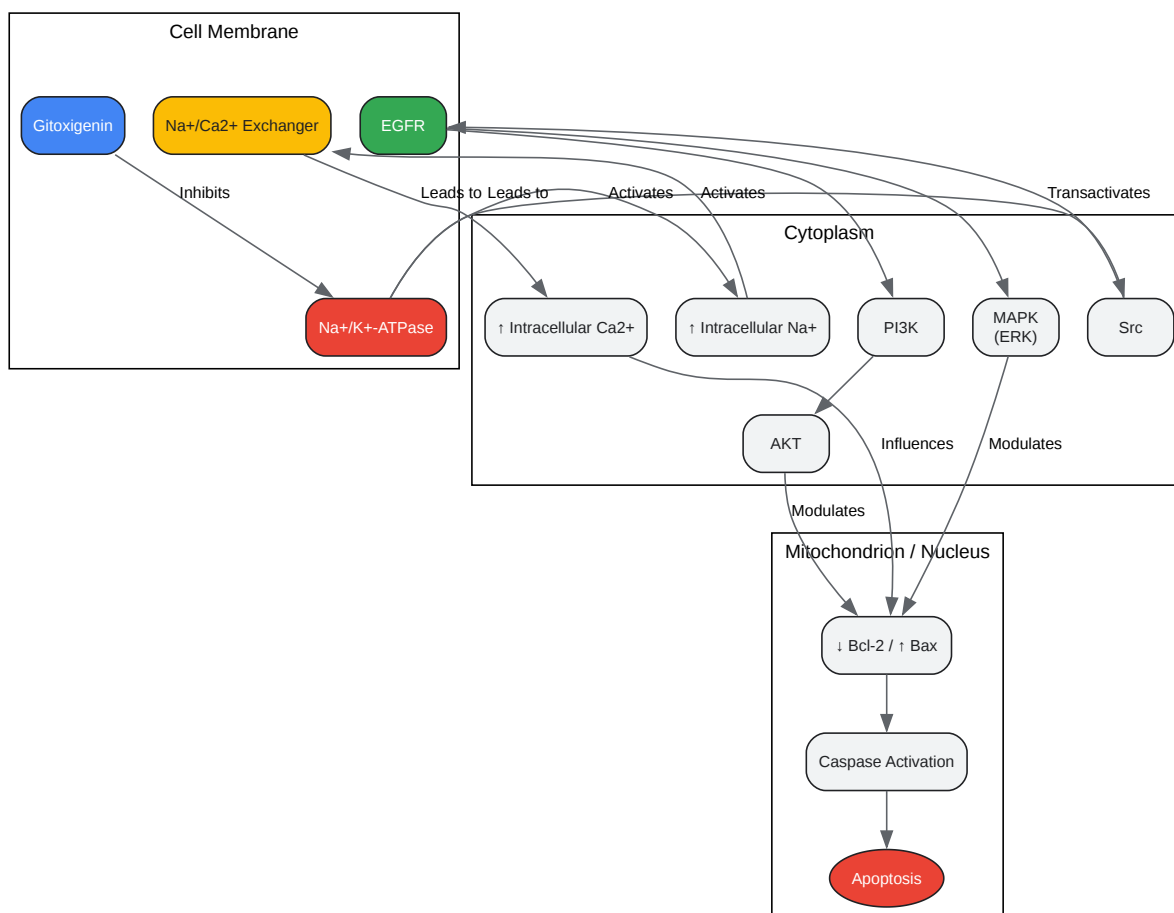 Cell Membrane
Gitoxigenin
Na+/Ca2+ Exchanger
EGFR
Inhibits
Leads to
Leads to
Activates
Activates
Transactivates
Cytoplasm
Na+/K+-ATPase
↑ Intracellular Ca2+
↑ Intracellular Na+
PI3K
MAPK
(ERK)
Src
AKT
Influences
Modulates
Modulates
Mitochondrion / Nucleus
↓ Bcl-2 / ↑ Bax
Caspase Activation
Apoptosis